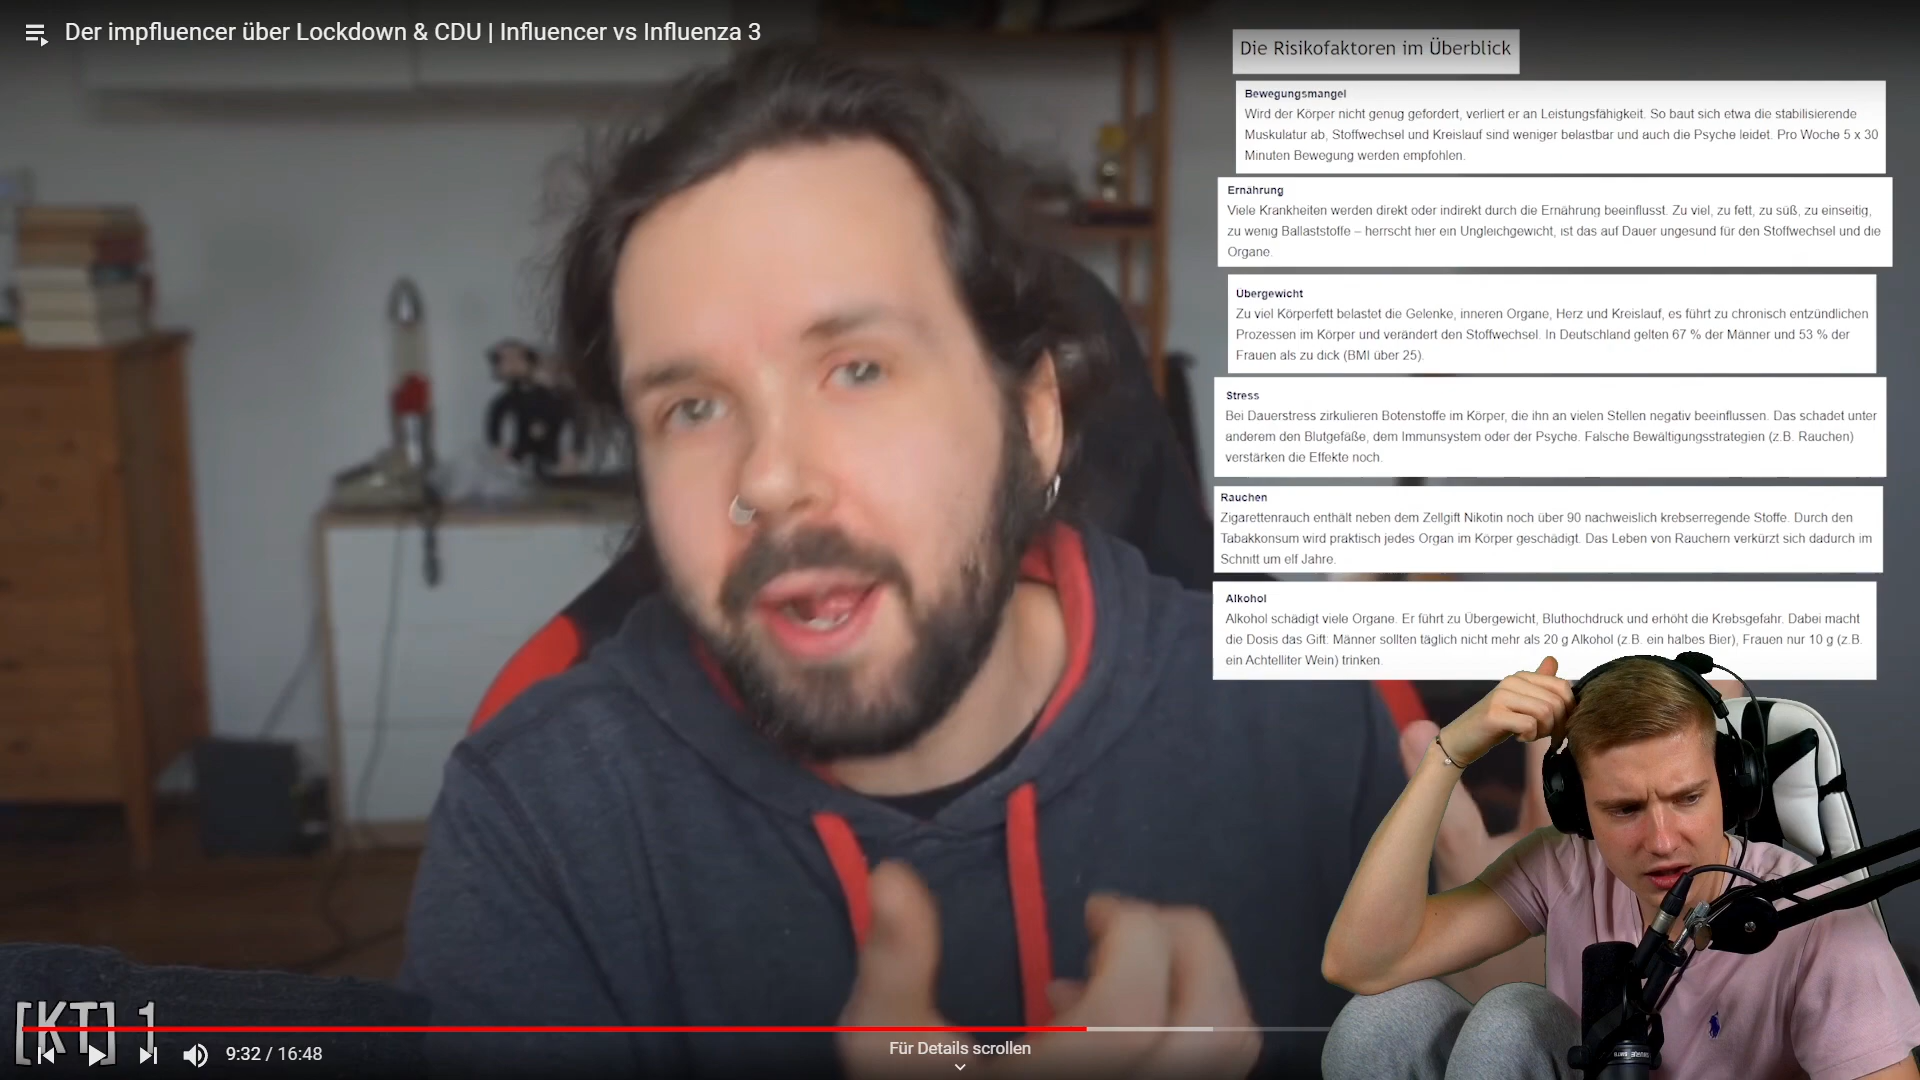 Der impfluencer über Lockdown & CDU | Influencer vs Influenza 3
Die Risikofaktoren im Überblick
Bewegungsmangel
Wird der Körper nicht genug gefordert, verliert er an Leistungsfähigkeit. So baut sich etwa die stabilisierende
Muskulatur ab, Stoffwechsel und Kreislauf sind weniger belastbar und auch die Psyche leidet. Pro Woche 5 x 30
Minuten Bewegung werden empfohlen.
Ernährung
Viele Krankheiten werden direkt oder indirekt durch die Ernährung beeinflusst. Zu viel, zu fett, zu süß, zu einseitig,
zu wenig Ballaststoffe – herrscht hier ein Ungleichgewicht, ist das auf Dauer ungesund für den Stoffwechsel und die
Organe.
Übergewicht
Zu viel Körperfett belastet die Gelenke, inneren Organe, Herz und Kreislauf, es führt zu chronisch entzündlichen
Prozessen im Körper und verändert den Stoffwechsel. In Deutschland gelten 67 % der Männer und 53 % der
Frauen als zu dick (BMI über 25).
Stress
Bei Dauerstress zirkulieren Botenstoffe im Körper, die ihn an vielen Stellen negativ beeinflussen. Das schadet unter
anderem den Blutgefäße, dem Immunsystem oder der Psyche. Falsche Bewältigungsstrategien (z.B. Rauchen)
verstärken die Effekte noch.
Rauchen
Zigarettenrauch enthält neben dem Zellgift Nikotin noch über 90 nachweislich krebserregende Stoffe. Durch den
Tabakkonsum wird praktisch jedes Organ im Körper geschädigt. Das Leben von Rauchern verkürzt sich dadurch im
Schnitt um elf Jahre.
Alkohol
Alkohol schädigt viele Organe. Er führt zu Übergewicht, Bluthochdruck und erhöht die Krebsgefahr. Dabei macht
die Dosis das Gift: Männer sollten täglich nicht mehr als 20 g Alkohol (z.B. ein halbes Bier), Frauen nur 10 g (z.B.
ein Achtelliter Wein) trinken.
[KT] 1
9:32 / 16:48
Für Details scrollen